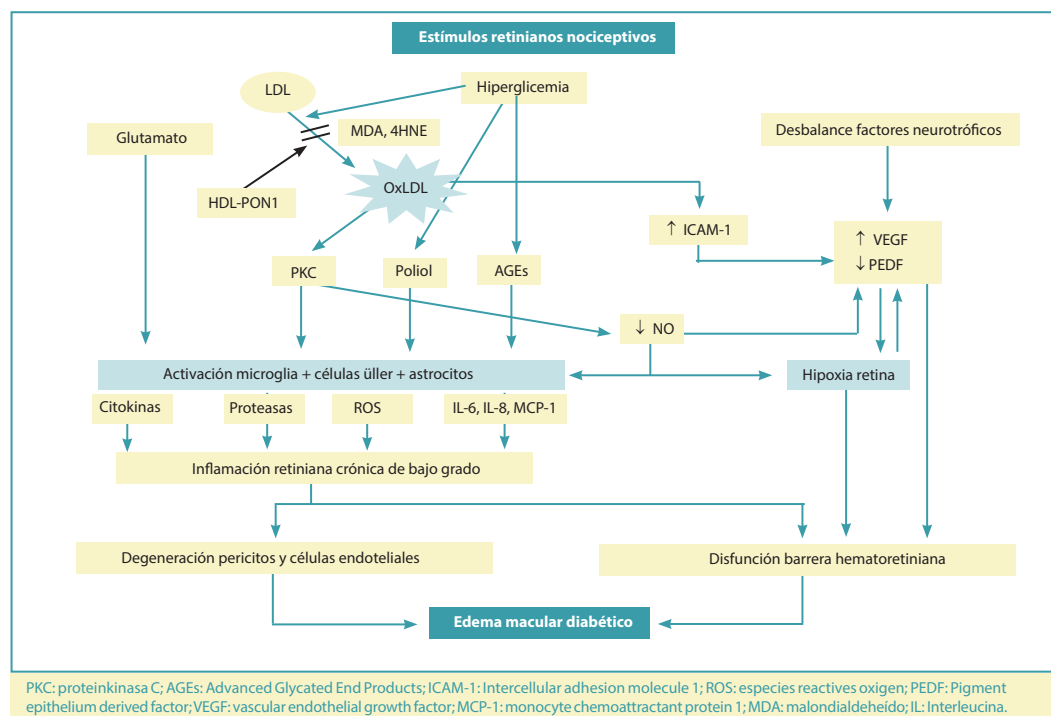 Estímulos retinianos nociceptivos
LDL
Hiperglicemia
Glutamato
MDA, 4HNE
Desbalance factores neurotróficos
HDL-PON1
OxLDL
↑ ICAM-1
↑ VEGF
↓ PEDF
PKC
Poliol
AGEs
↓ NO
Activación microglia + células üller + astrocitos
Hipoxia retina
Citokinas
Proteasas
ROS
IL-6, IL-8, MCP-1
Inflamación retiniana crónica de bajo grado
Degeneración pericitos y células endoteliales
Disfunción barrera hematoretiniana
Edema macular diabético
PKC: proteinkinasa C; AGEs: Advanced Glycated End Products; ICAM-1: Intercellular adhesion molecule 1; ROS: especies reactives oxigen; PEDF: Pigment
epithelium derived factor; VEGF: vascular endothelial growth factor; MCP-1: monocyte chemoattractant protein 1; MDA: malondialdeheído; IL: Interleucina.